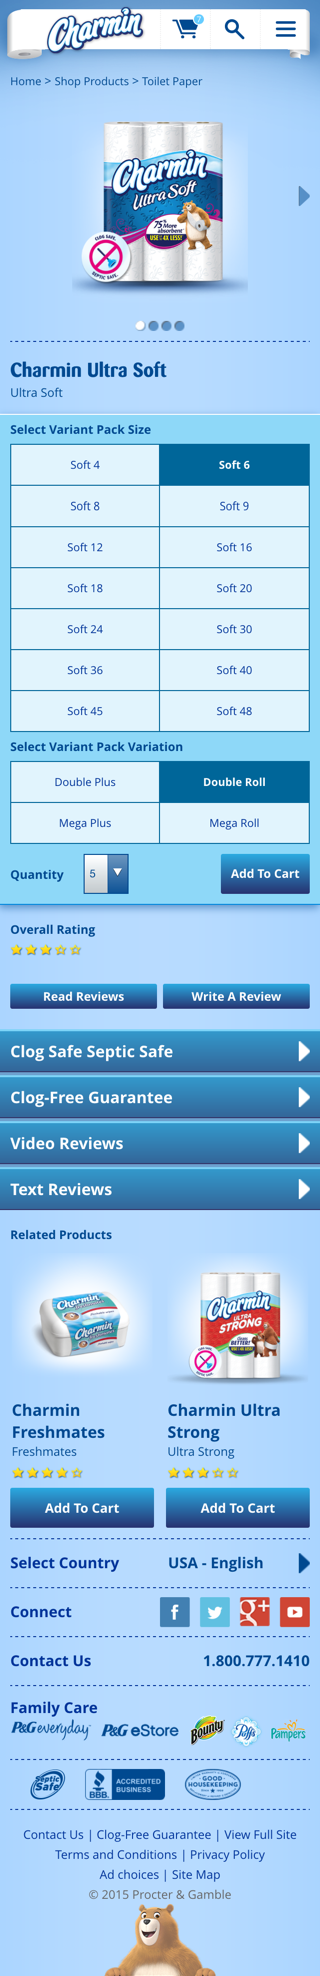 Charmin
7
Home > Shop Products > Toilet Paper
Charmin
Ultra Soft
75% More
absorbent*
USE UP TO 4X LESS!
CLOG SAFE.
SEPTIC SAFE.
Charmin Ultra Soft
Ultra Soft
Select Variant Pack Size
Soft 4
Soft 6
Soft 8
Soft 9
Soft 12
Soft 16
Soft 18
Soft 20
Soft 24
Soft 30
Soft 36
Soft 40
Soft 45
Soft 48
Select Variant Pack Variation
Double Plus
Double Roll
Mega Plus
Mega Roll
Quantity
5
Add To Cart
Overall Rating
Read Reviews
Write A Review
Clog Safe Septic Safe
Clog-Free Guarantee
Video Reviews
Text Reviews
Related Products
Charmin
Charmin
Charmin
ULTRA
STRONG
BETTER!
Charmin
Freshmates
Freshmates
Charmin Ultra
Strong
Ultra Strong
Add To Cart
Add To Cart
Select Country
USA - English
Connect
f
g+
Contact Us
1.800.777.1410
Family Care
P&G everyday
P&G eStore
Bounty
Puffs
Pampers
Septic
Safe
BBB.
ACCREDITED
BUSINESS
GOOD
HOUSEKEEPING
Contact Us | Clog-Free Guarantee | View Full Site
Terms and Conditions | Privacy Policy
Ad choices | Site Map
© 2015 Procter & Gamble